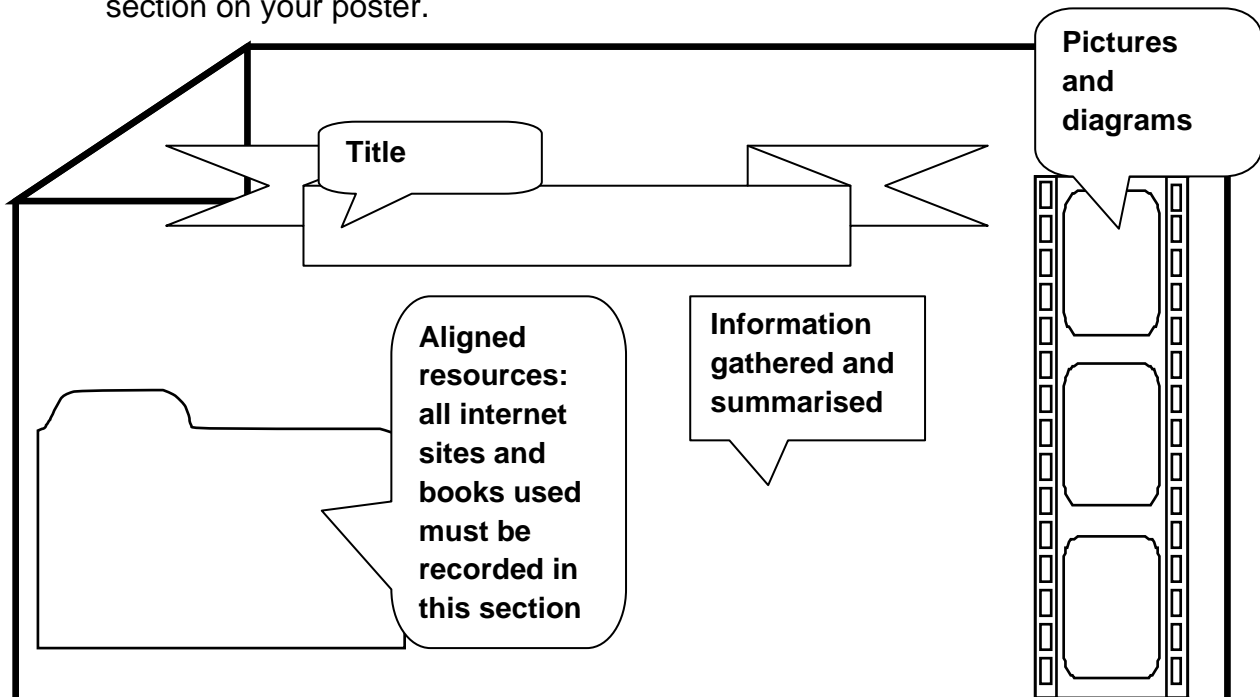 section on your poster.
Pictures
and
diagrams
Title
Aligned
resources:
all internet
sites and
books used
must be
recorded in
this section
Information
gathered and
summarised